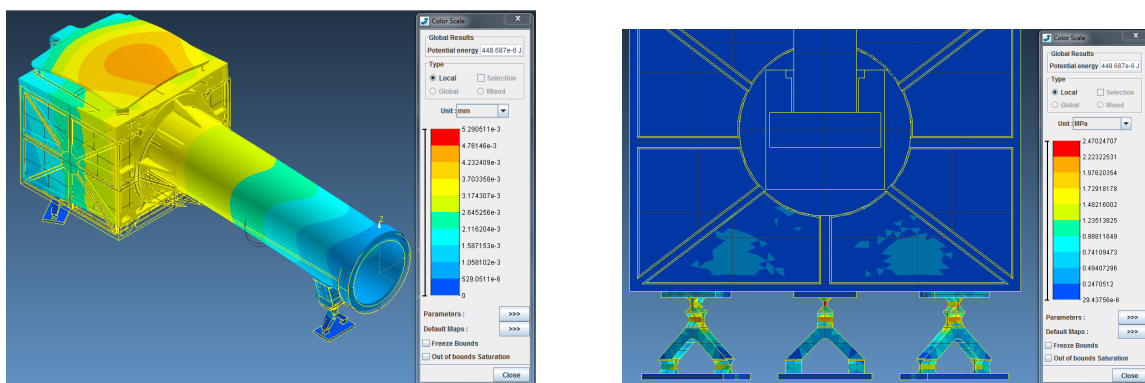 Color Scale
Global Results
Potential energy 448.687e-6 J
Type
Local Selection
Global Mixed
Unit : mm
5.290511e-3
4.76146e-3
4.232409e-3
3.703358e-3
3.174307e-3
2.645256e-3
2.116204e-3
1.587153e-3
1.058102e-3
529.0511e-6
0
Parameters : >>>
Default Maps : >>>
Freeze Bounds
Out of bounds Saturation
Close
Z
Color Scale
Global Results
Potential energy 448.687e-6 J
Type
Local Selection
Global Mixed
Unit : MPa
2.47024707
2.22322531
1.97620354
1.72918178
1.48216002
1.23513825
0.98811649
0.74109473
0.49407296
0.2470512
29.43756e-6
Parameters : >>>
Default Maps : >>>
Freeze Bounds
Out of bounds Saturation
Close